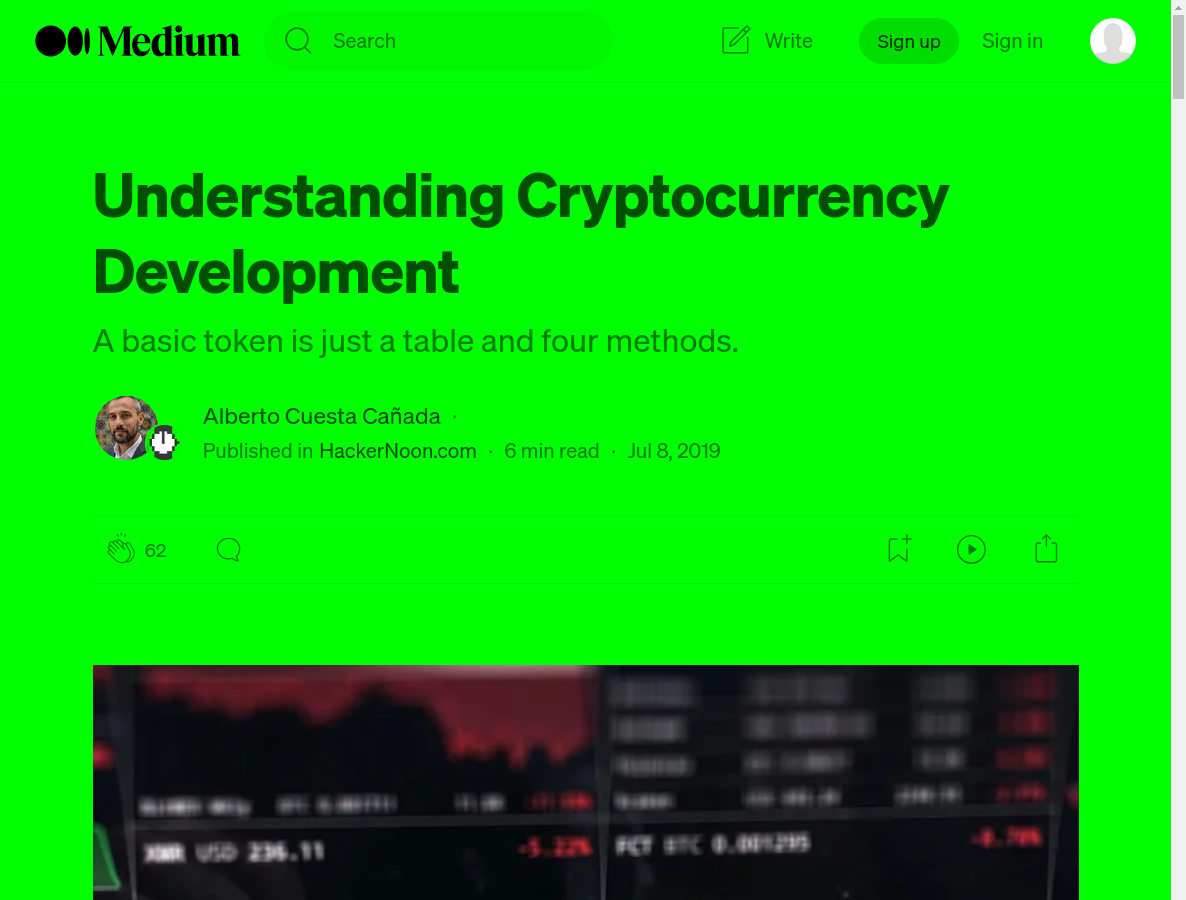 Medium
Search
Write
Sign up
Sign in
Understanding Cryptocurrency
Development
A basic token is just a table and four methods.
Alberto Cuesta Cañada ·
Published in HackerNoon.com · 6 min read · Jul 8, 2019
62
XMR USD 236.11 -5.22% FCT BTC 0.001295 -8.70%